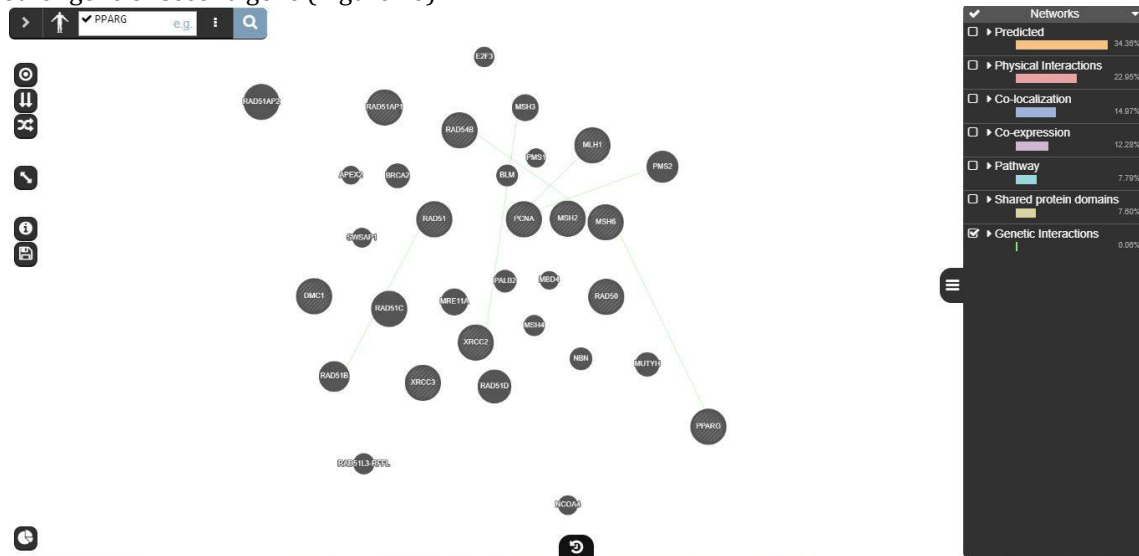 PPARG
e.g.
Networks
Predicted
34.36%
Physical Interactions
22.95%
Co-localization
14.97%
Co-expression
12.28%
Pathway
7.79%
Shared protein domains
7.60%
Genetic Interactions
0.06%
E2F3
RAD51AP2
RAD51AP1
MSH3
RAD54B
MLH1
PMS1
PMS2
APEX2
BRCA2
BLM
RAD51
PCNA
MSH2
MSH6
SWSAP1
PALB2
MBD4
DMC1
RAD51C
MRE11A
RAD50
MSH4
XRCC2
NBN
MUTYH
RAD51B
XRCC3
RAD51D
PPARG
RAD51L3-RFFL
NCOA4